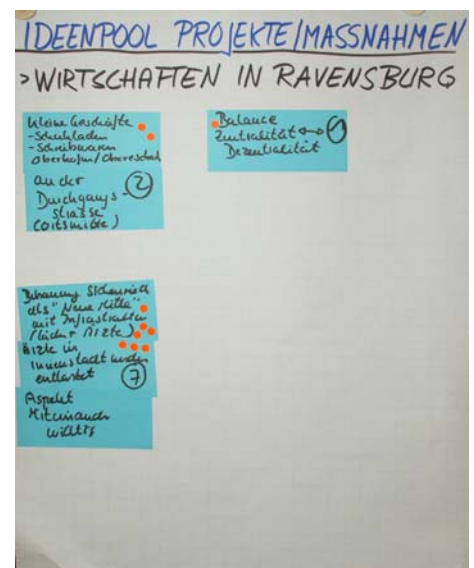 IDEENPOOL PROJEKTE/MASSNAHMEN
>WIRTSCHAFTEN IN RAVENSBURG
Kleine Geschäfte
-Schuhladen
-Schreibwaren
Oberhofen/Obereschach
an der
Durchgangs-
strasse
(Ortsmitte)
2
Balance
Zentralität ↔
Dezentralität
1
Bebauung
als "Neue Mitte"
mit Infrastruktur
(Läden Ärzte)
Ärzte in
Innenstadt werden
entlastet
7
Aspekt
Miteinander
wichtig